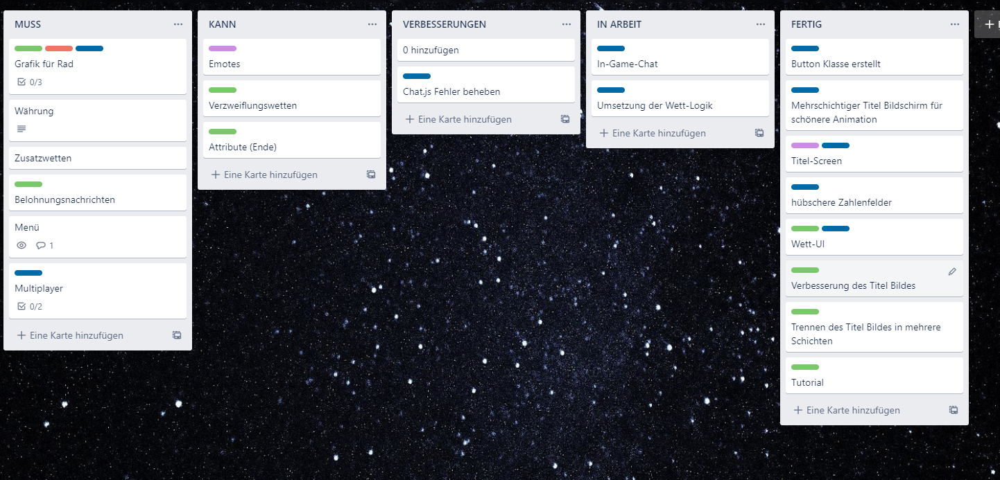 MUSS
Grafik für Rad
0/3
Währung
Zusatzwetten
Belohnungsnachrichten
Menü
1
Multiplayer
0/2
Eine Karte hinzufügen
KANN
Emotes
Verzweiflungswetten
Attribute (Ende)
Eine Karte hinzufügen
VERBESSERUNGEN
0 hinzufügen
Chat.js Fehler beheben
Eine Karte hinzufügen
IN ARBEIT
In-Game-Chat
Umsetzung der Wett-Logik
Eine Karte hinzufügen
FERTIG
Button Klasse erstellt
Mehrschichtiger Titel Bildschirm für
schönere Animation
Titel-Screen
hübschere Zahlenfelder
Wett-UI
Verbesserung des Titel Bildes
Trennen des Titel Bildes in mehrere
Schichten
Tutorial
Eine Karte hinzufügen